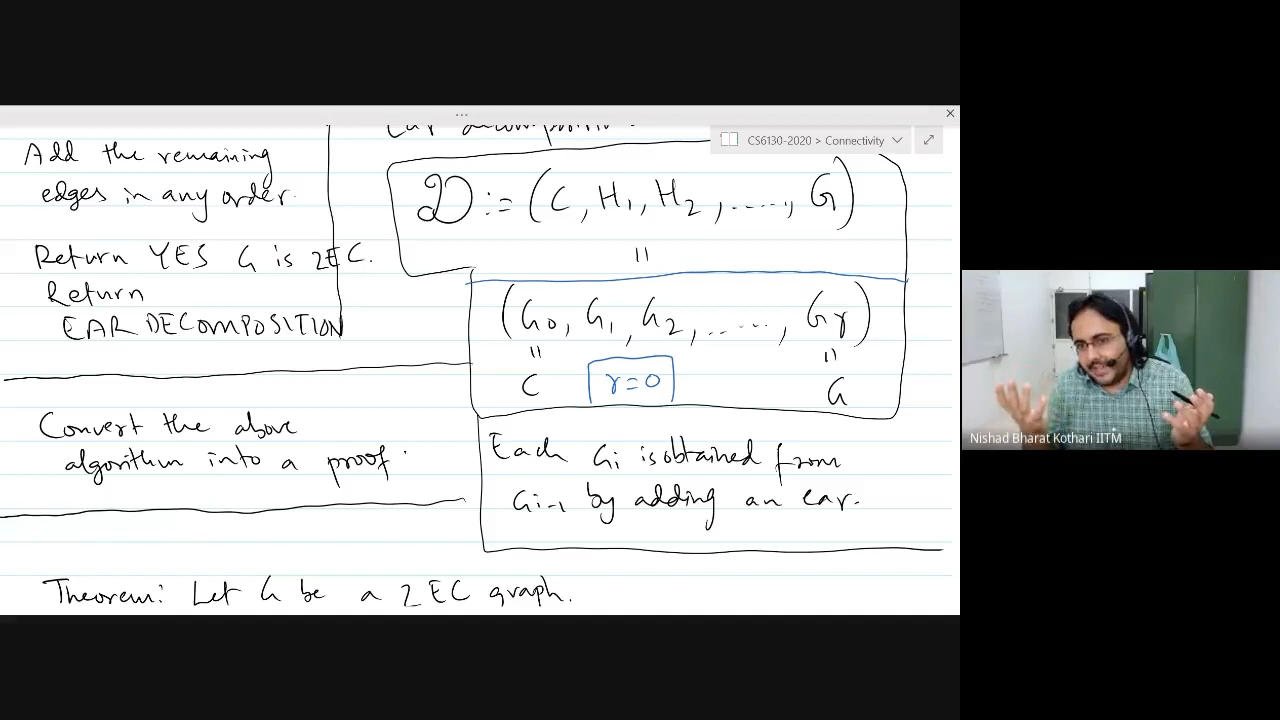 Add the remaining
edges in any order.
Return YES G is 2EC.
Return
EAR DECOMPOSITION
Convert the above
algorithm into a proof.
CS6130-2020 > Connectivity
D := (C, H₁, H₂, ....., G)
=
(G₀, G₁, G₂, ......, Gᵣ)
= =
C r=0 G
Each Gᵢ is obtained from
Gᵢ₋₁ by adding an ear.
Theorem: Let G be a 2EC graph.
Nishad Bharat Kothari IITM